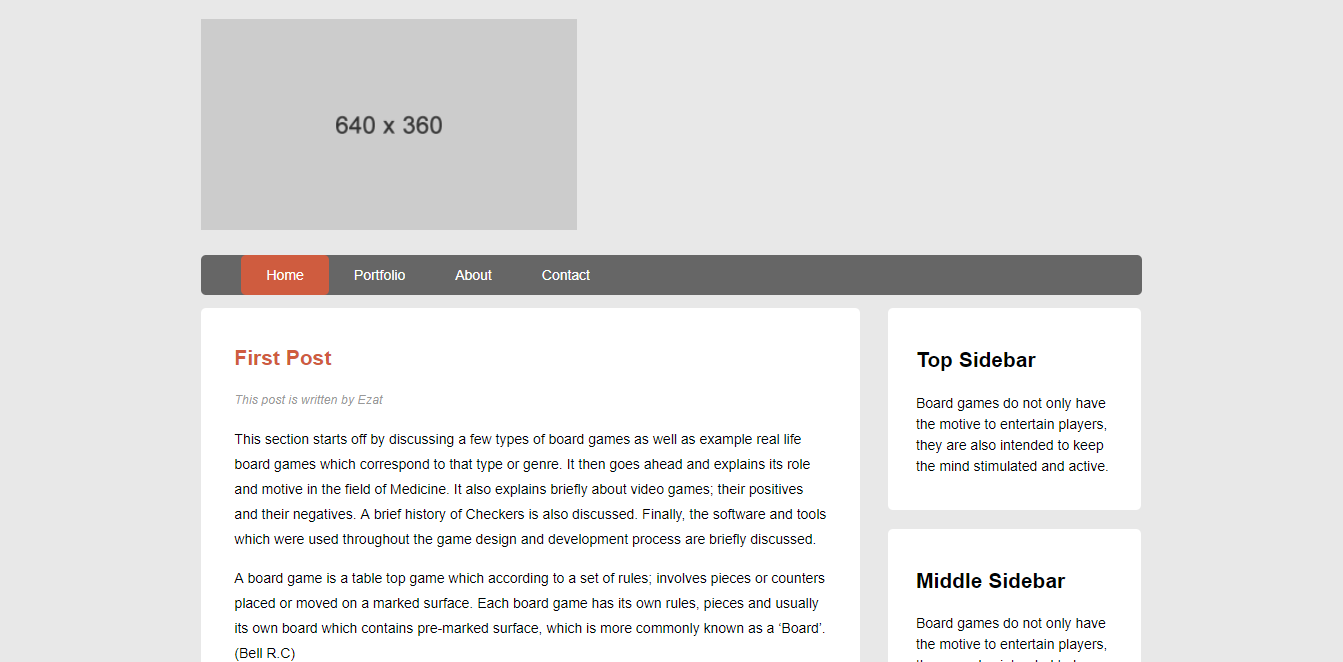 640 x 360
Home
Portfolio
About
Contact
First Post
This post is written by Ezat
This section starts off by discussing a few types of board games as well as example real life
board games which correspond to that type or genre. It then goes ahead and explains its role
and motive in the field of Medicine. It also explains briefly about video games; their positives
and their negatives. A brief history of Checkers is also discussed. Finally, the software and tools
which were used throughout the game design and development process are briefly discussed.
A board game is a table top game which according to a set of rules; involves pieces or counters
placed or moved on a marked surface. Each board game has its own rules, pieces and usually
its own board which contains pre-marked surface, which is more commonly known as a ‘Board’.
(Bell R.C)
Top Sidebar
Board games do not only have
the motive to entertain players,
they are also intended to keep
the mind stimulated and active.
Middle Sidebar
Board games do not only have
the motive to entertain players,